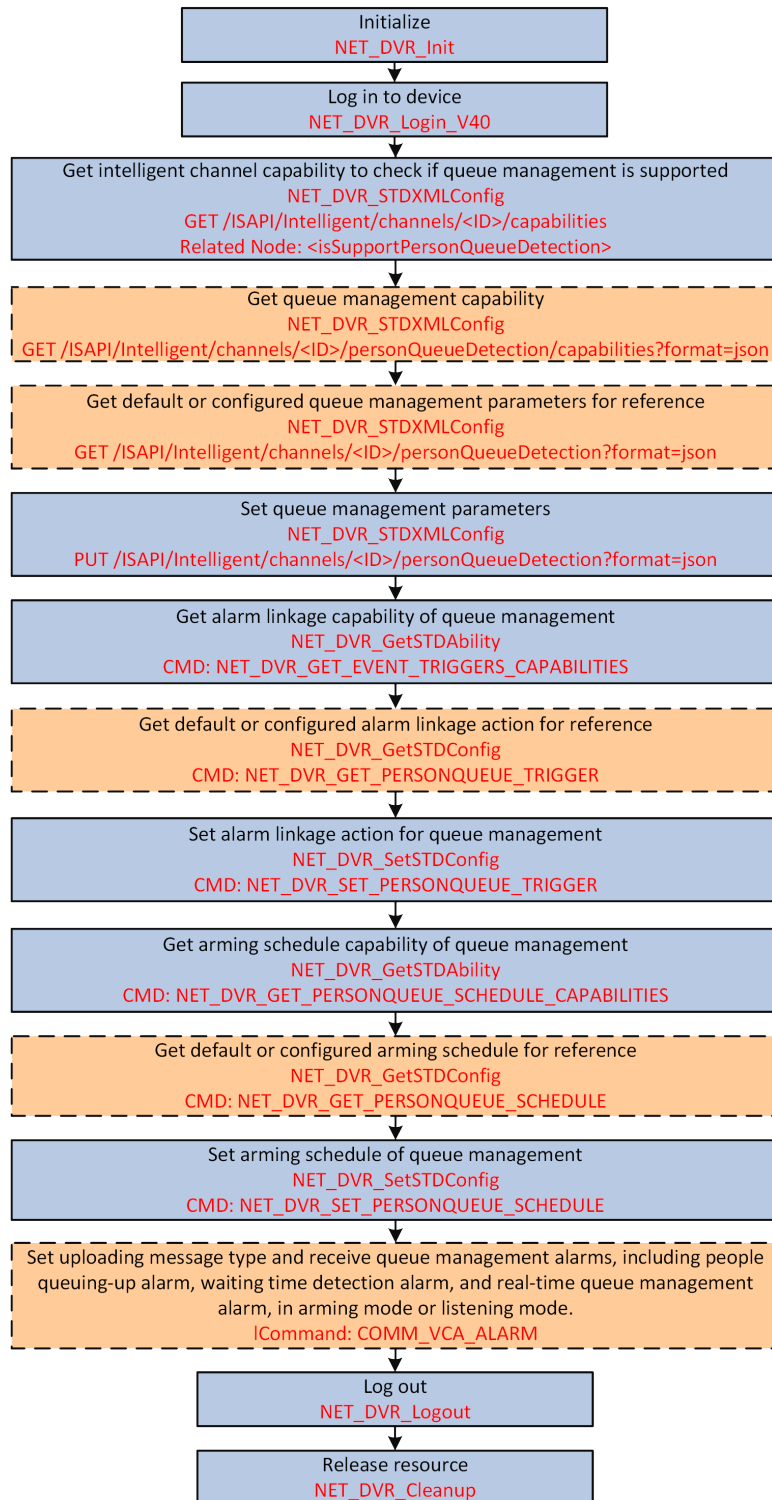 Initialize
NET_DVR_Init
Log in to device
NET_DVR_Login_V40
Get intelligent channel capability to check if queue management is supported
NET_DVR_STDXMLConfig
GET /ISAPI/Intelligent/channels/<ID>/capabilities
Related Node: <isSupportPersonQueueDetection>
Get queue management capability
NET_DVR_STDXMLConfig
GET /ISAPI/Intelligent/channels/<ID>/personQueueDetection/capabilities?format=json
Get default or configured queue management parameters for reference
NET_DVR_STDXMLConfig
GET /ISAPI/Intelligent/channels/<ID>/personQueueDetection?format=json
Set queue management parameters
NET_DVR_STDXMLConfig
PUT /ISAPI/Intelligent/channels/<ID>/personQueueDetection?format=json
Get alarm linkage capability of queue management
NET_DVR_GetSTDAbility
CMD: NET_DVR_GET_EVENT_TRIGGERS_CAPABILITIES
Get default or configured alarm linkage action for reference
NET_DVR_GetSTDConfig
CMD: NET_DVR_GET_PERSONQUEUE_TRIGGER
Set alarm linkage action for queue management
NET_DVR_SetSTDConfig
CMD: NET_DVR_SET_PERSONQUEUE_TRIGGER
Get arming schedule capability of queue management
NET_DVR_GetSTDAbility
CMD: NET_DVR_GET_PERSONQUEUE_SCHEDULE_CAPABILITIES
Get default or configured arming schedule for reference
NET_DVR_GetSTDConfig
CMD: NET_DVR_GET_PERSONQUEUE_SCHEDULE
Set arming schedule of queue management
NET_DVR_SetSTDConfig
CMD: NET_DVR_SET_PERSONQUEUE_SCHEDULE
Set uploading message type and receive queue management alarms, including people
queuing-up alarm, waiting time detection alarm, and real-time queue management
alarm, in arming mode or listening mode.
lCommand: COMM_VCA_ALARM
Log out
NET_DVR_Logout
Release resource
NET_DVR_Cleanup